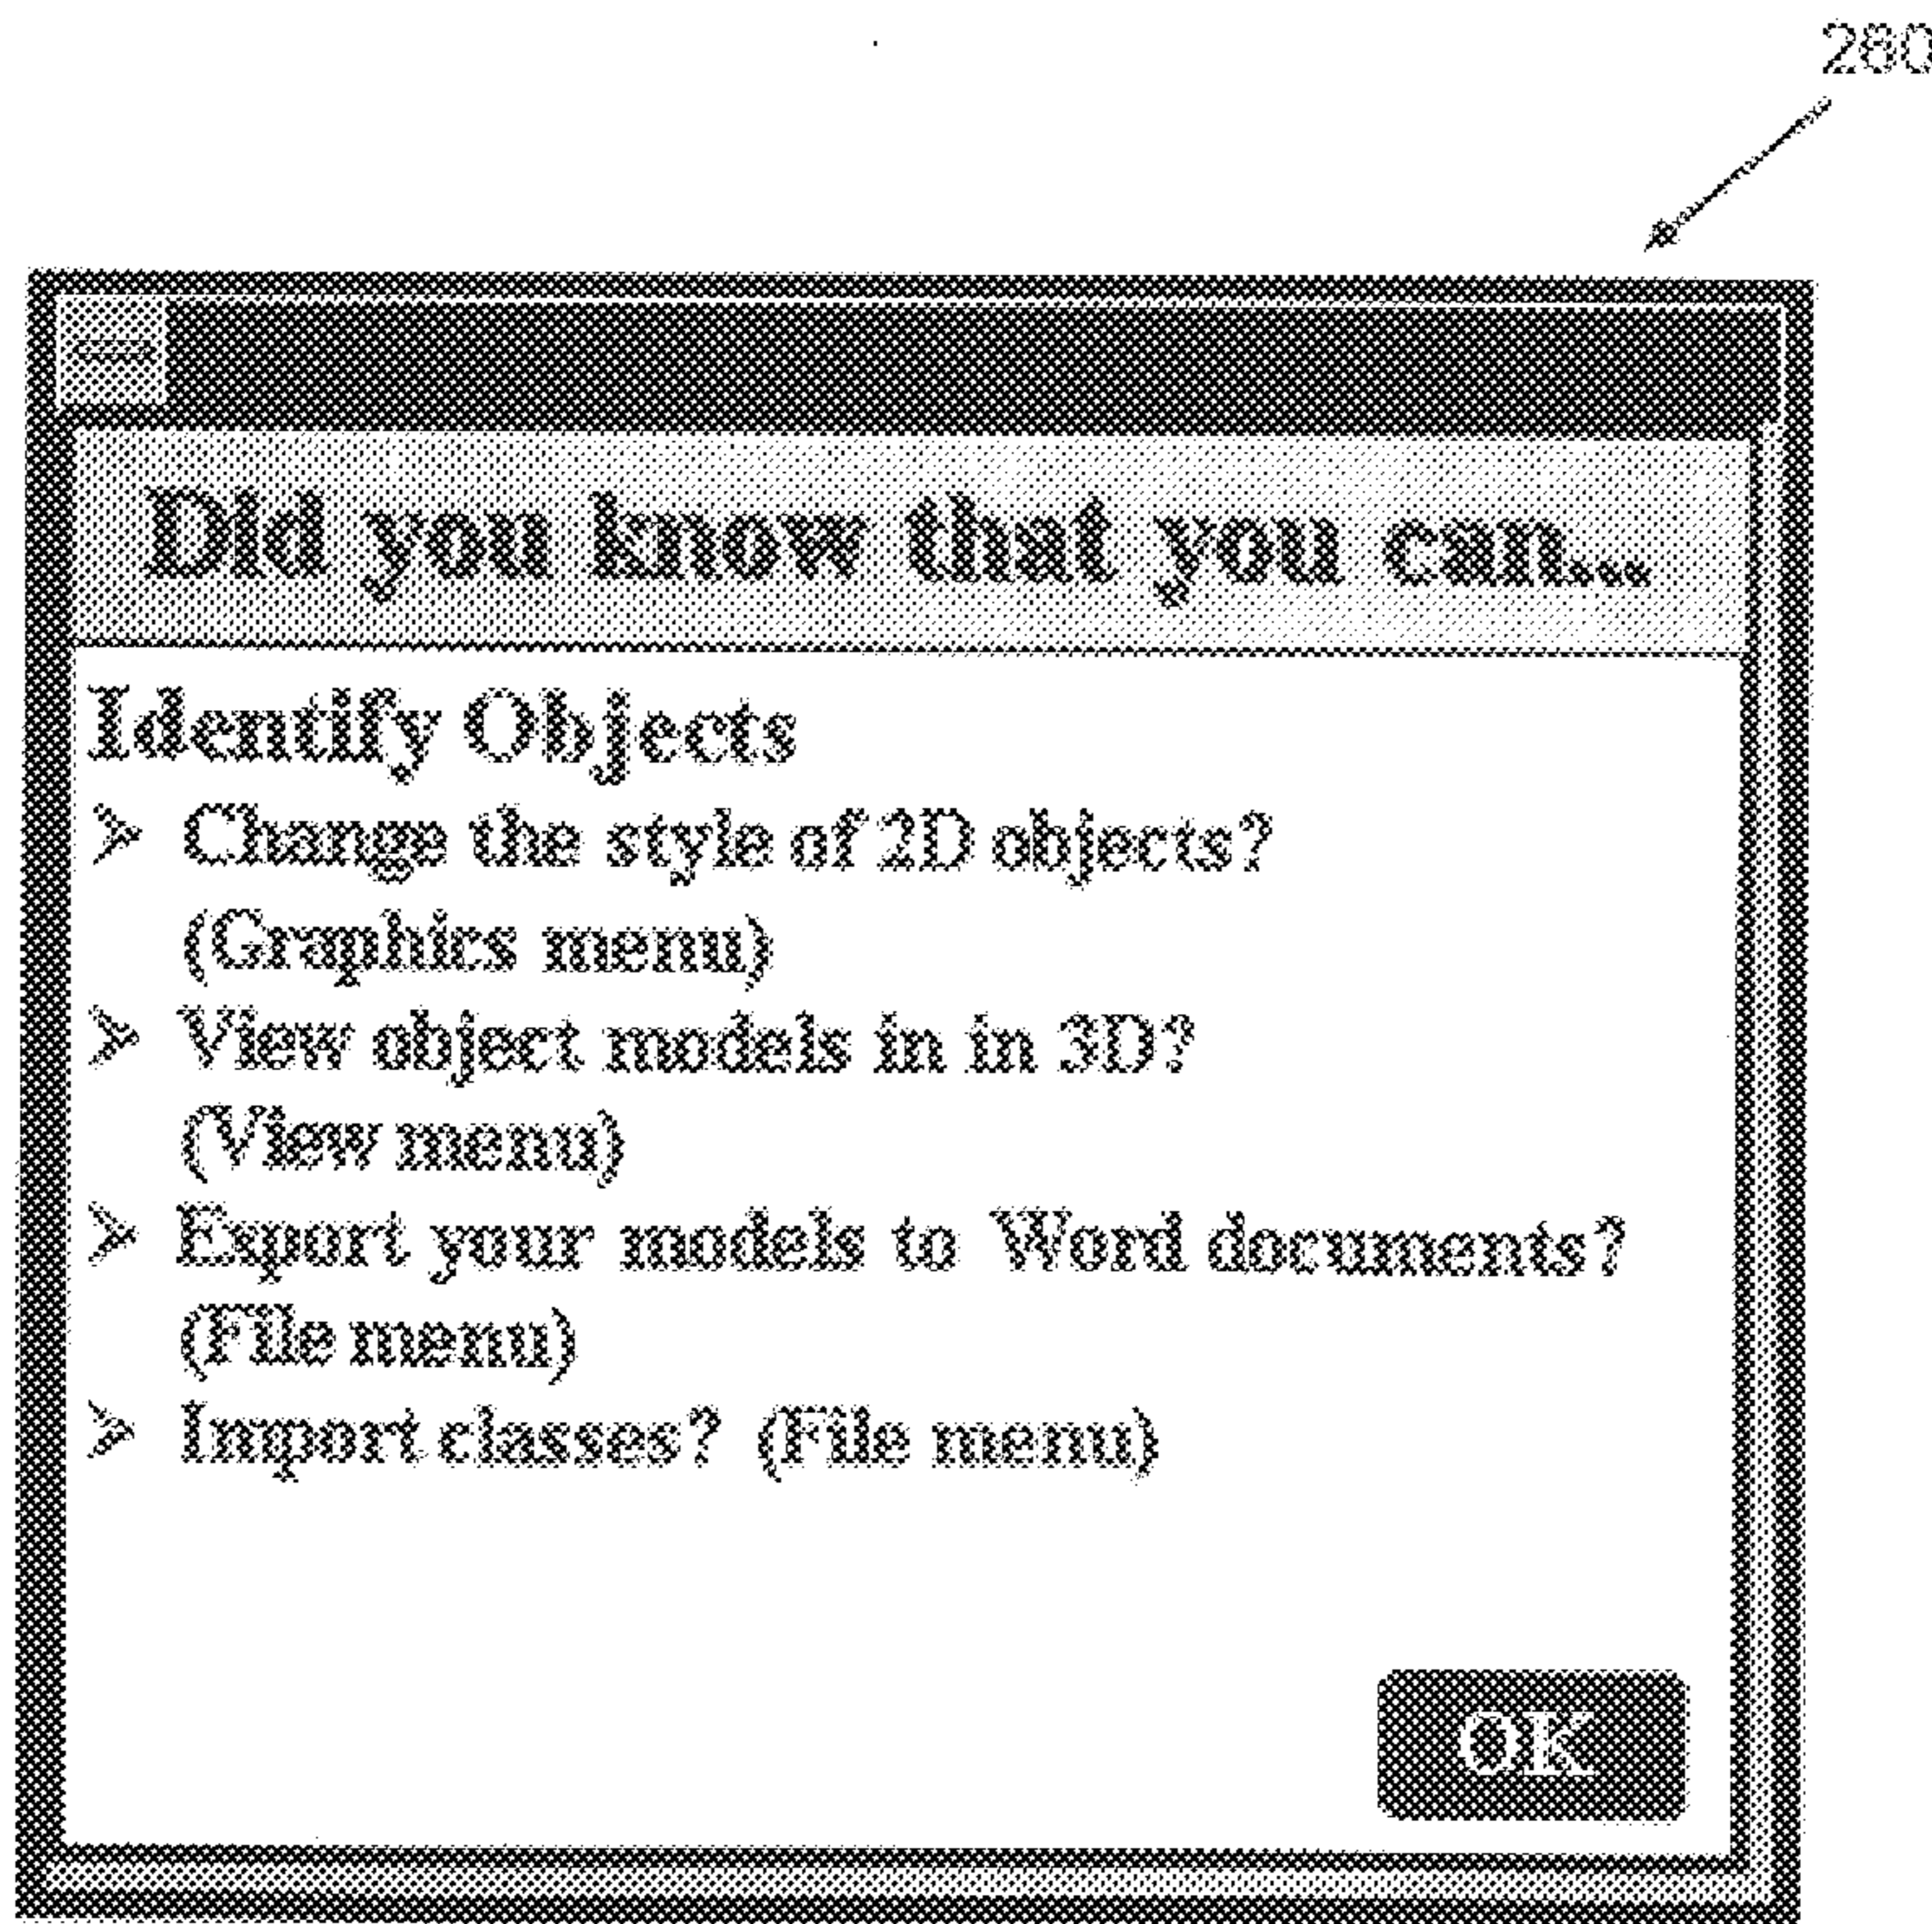 280
Did you know that you can...
Identify Objects
➢ Change the style of 2D objects?
(Graphics menu)
➢ View object models in in 3D?
(View menu)
➢ Export your models to Word documents?
(File menu)
➢ Import classes? (File menu)
OK